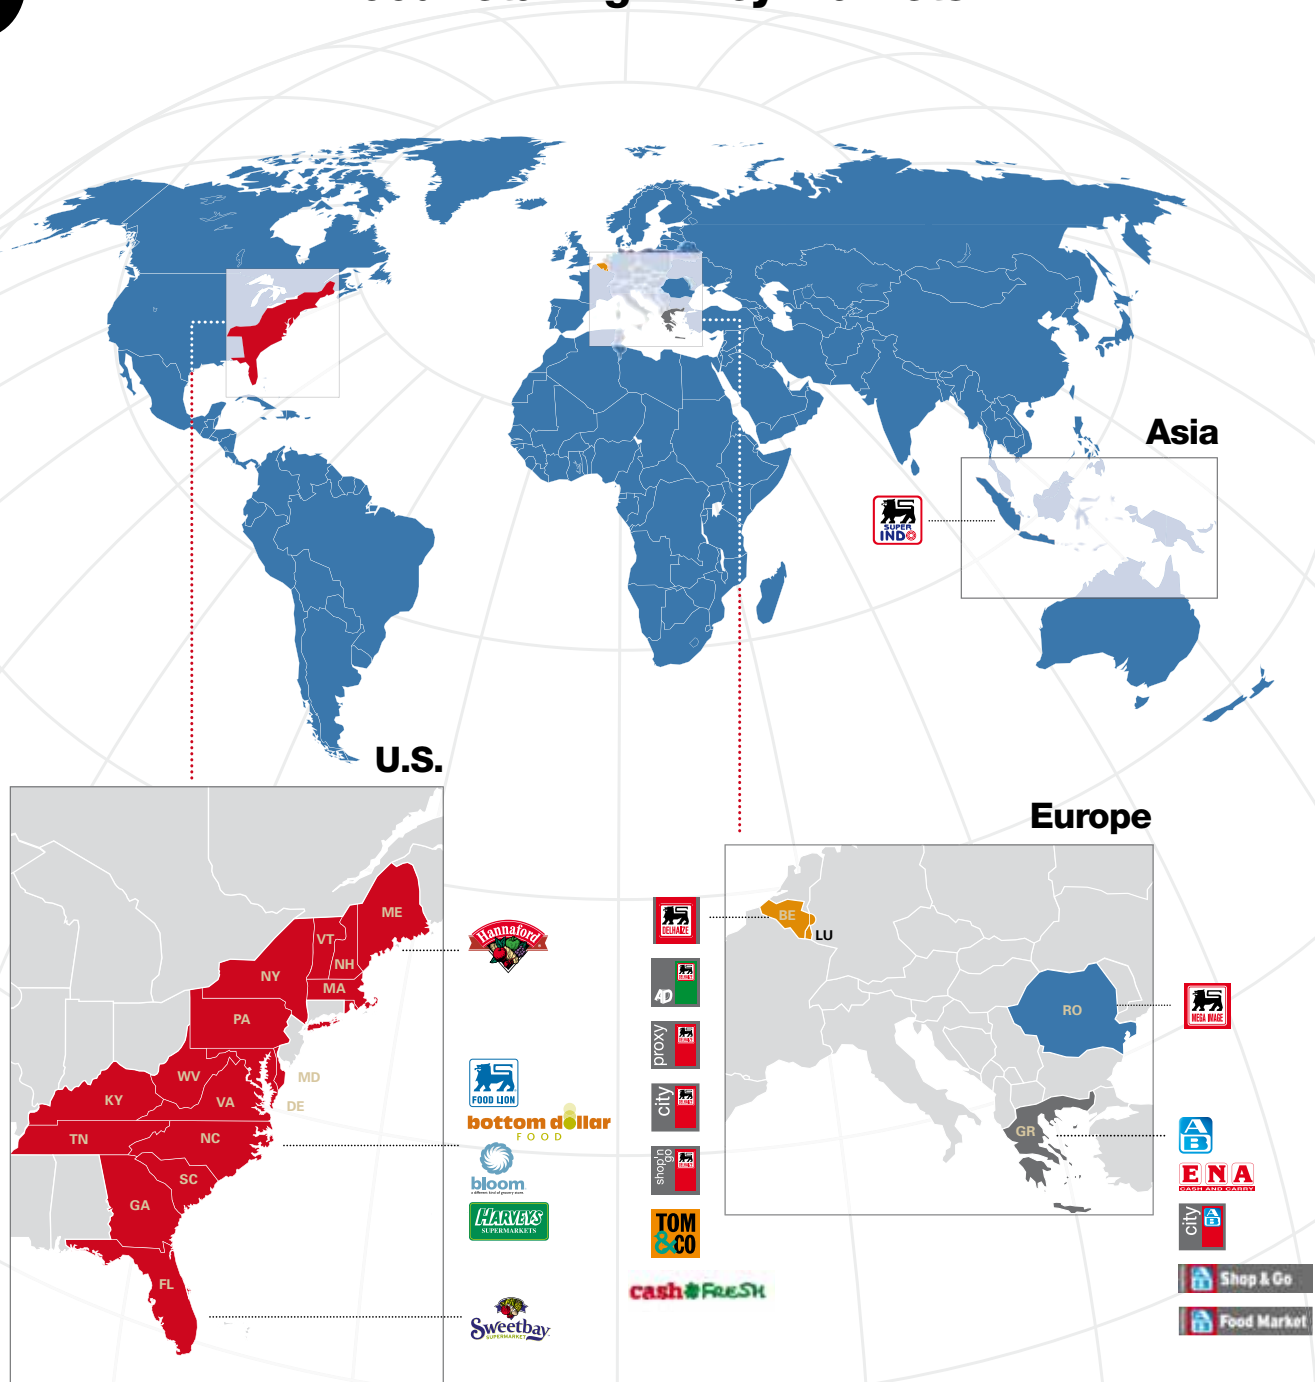 Asia
SUPER
INDO
U.S.
Europe
ME
VT
NH
NY
MA
PA
WV
MD
KY
VA
DE
TN
NC
SC
GA
FL
Hannaford
FOOD LION
bottom dollar
FOOD
bloom
HARVEYS
SUPERMARKETS
Sweetbay
SUPERMARKET
DELHAIZE
AD
proxy
city
shop'n
go
TOM
&CO
cash FRESH
BE
LU
RO
GR
MEGA IMAGE
AB
ENA
CASH AND CARRY
city
AB
Shop & Go
Food Market